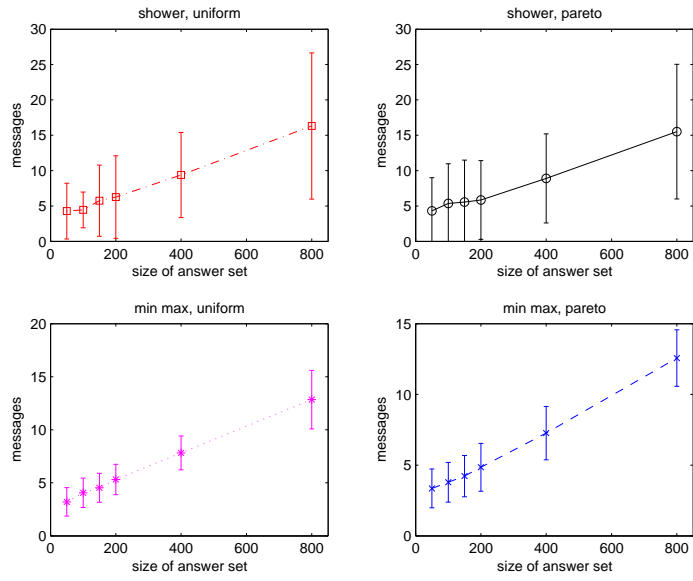 shower, uniform
30
25
20
15
10
5
0
messages
0 200 400 600 800
size of answer set
shower, pareto
30
25
20
15
10
5
0
messages
0 200 400 600 800
size of answer set
min max, uniform
20
15
10
5
0
messages
0 200 400 600 800
size of answer set
min max, pareto
15
10
5
0
messages
0 200 400 600 800
size of answer set